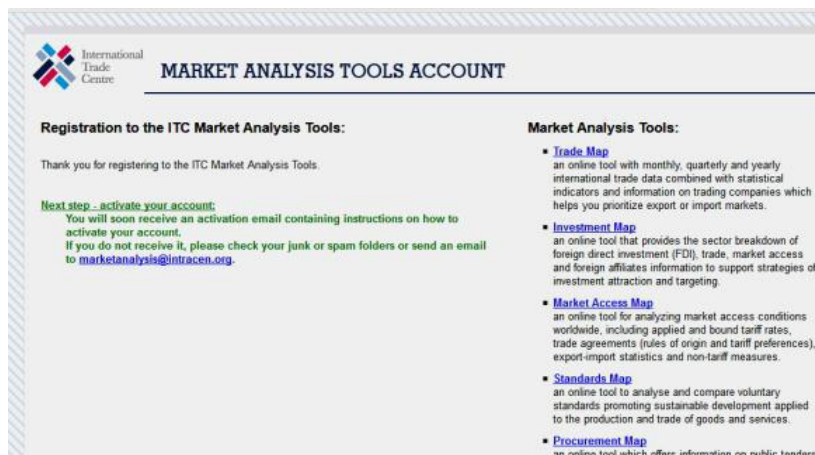 International
Trade
Centre
MARKET ANALYSIS TOOLS ACCOUNT
Registration to the ITC Market Analysis Tools:
Thank you for registering to the ITC Market Analysis Tools.
Next step - activate your account:
You will soon receive an activation email containing instructions on how to
activate your account.
If you do not receive it, please check your junk or spam folders or send an email
to marketanalysis@intracen.org.
Market Analysis Tools:
▪ Trade Map
an online tool with monthly, quarterly and yearly
international trade data combined with statistical
indicators and information on trading companies which
helps you prioritize export or import markets.
▪ Investment Map
an online tool that provides the sector breakdown of
foreign direct investment (FDI), trade, market access
and foreign affiliates information to support strategies of
investment attraction and targeting.
▪ Market Access Map
an online tool for analyzing market access conditions
worldwide, including applied and bound tariff rates,
trade agreements (rules of origin and tariff preferences),
export-import statistics and non-tariff measures.
▪ Standards Map
an online tool to analyse and compare voluntary
standards promoting sustainable development applied
to the production and trade of goods and services.
▪ Procurement Map
an online tool which offers information on public tenders